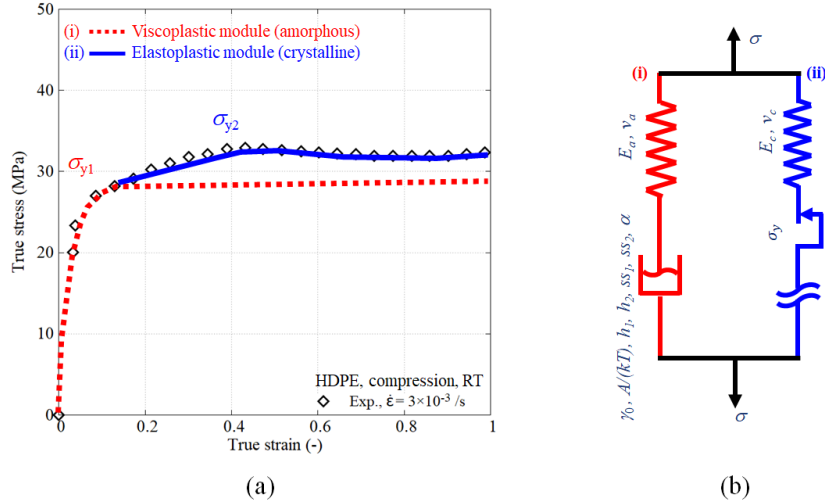 (i) Viscoplastic module (amorphous)
(ii) Elastoplastic module (crystalline)
50
40
30
20
10
0
True stress (MPa)
σy1
σy2
HDPE, compression, RT
Exp., ε̇ = 3×10⁻³ /s
0 0.2 0.4 0.6 0.8 1
True strain (-)
(a)
σ
(i)
(ii)
Ea, va
Ec, vc
σy
γ0, A/(kT), h1, h2, ss1, ss2, α
σ
(b)